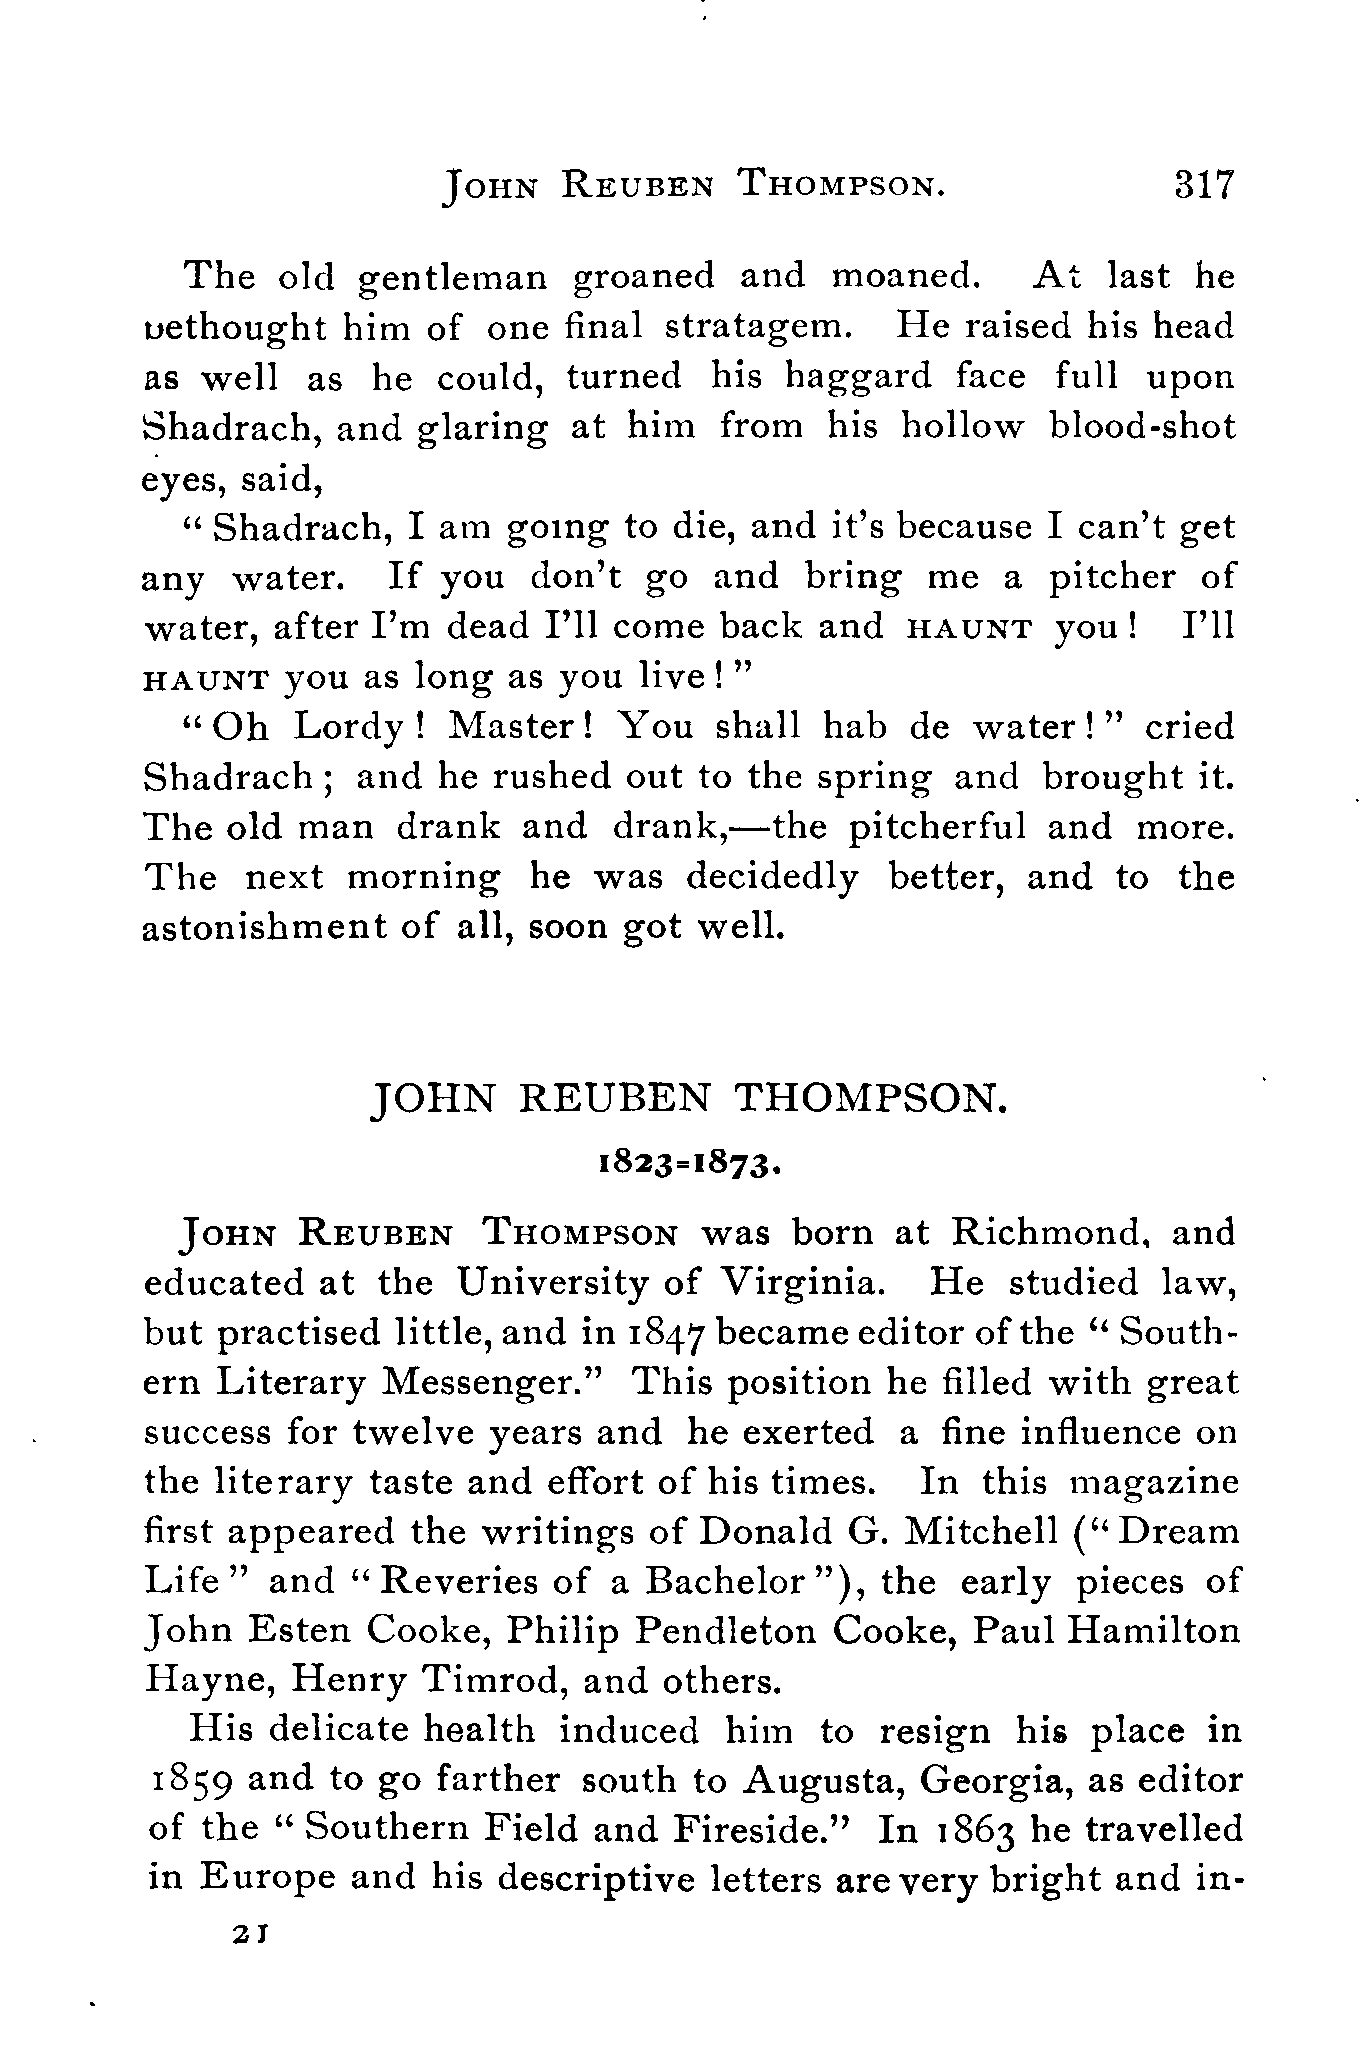 John Reuben Thompson. 317
The old gentleman groaned and moaned. At last he
bethought him of one final stratagem. He raised his head
as well as he could, turned his haggard face full upon
Shadrach, and glaring at him from his hollow blood-shot
eyes, said,
“Shadrach, I am going to die, and it’s because I can’t get
any water. If you don’t go and bring me a pitcher of
water, after I’m dead I’ll come back and HAUNT you! I’ll
HAUNT you as long as you live!”
“Oh Lordy! Master! You shall hab de water!” cried
Shadrach; and he rushed out to the spring and brought it.
The old man drank and drank,—the pitcherful and more.
The next morning he was decidedly better, and to the
astonishment of all, soon got well.
JOHN REUBEN THOMPSON.
1823=1873.
John Reuben Thompson was born at Richmond, and
educated at the University of Virginia. He studied law,
but practised little, and in 1847 became editor of the “South-
ern Literary Messenger.” This position he filled with great
success for twelve years and he exerted a fine influence on
the literary taste and effort of his times. In this magazine
first appeared the writings of Donald G. Mitchell (“Dream
Life” and “Reveries of a Bachelor”), the early pieces of
John Esten Cooke, Philip Pendleton Cooke, Paul Hamilton
Hayne, Henry Timrod, and others.
His delicate health induced him to resign his place in
1859 and to go farther south to Augusta, Georgia, as editor
of the “Southern Field and Fireside.” In 1863 he travelled
in Europe and his descriptive letters are very bright and in-
21